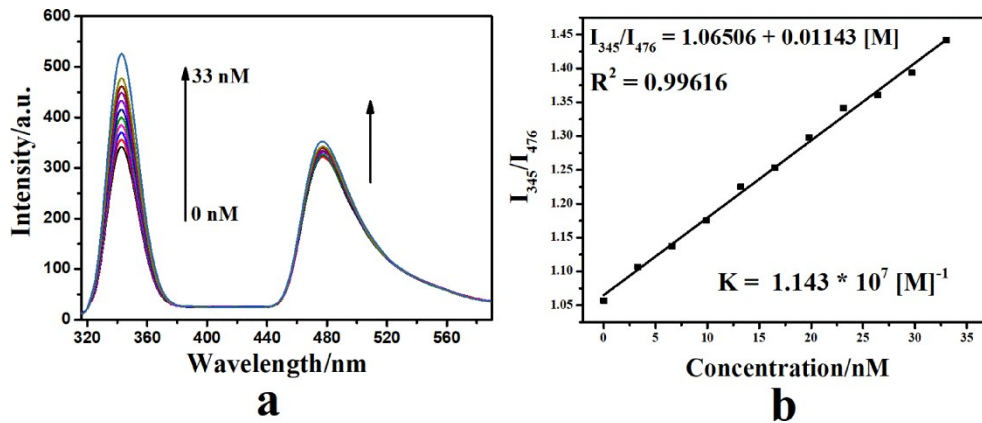 600
500
400
300
200
100
0
Intensity/a.u.
33 nM
0 nM
320 360 400 440 480 520 560
Wavelength/nm
a
1.45
1.40
1.35
1.30
1.25
1.20
1.15
1.10
1.05
I₃₄₅/I₄₇₆
I₃₄₅/I₄₇₆ = 1.06506 + 0.01143 [M]
R² = 0.99616
K = 1.143 * 10⁷ [M]⁻¹
0 5 10 15 20 25 30 35
Concentration/nM
b